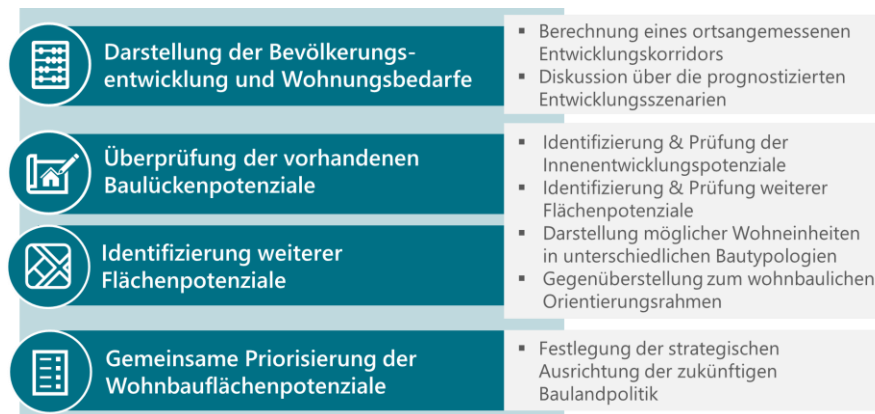 Darstellung der Bevölkerungs-
entwicklung und Wohnungsbedarfe
▪ Berechnung eines ortsangemessenen
Entwicklungskorridors
▪ Diskussion über die prognostizierten
Entwicklungsszenarien
Überprüfung der vorhandenen
Baulückenpotenziale
Identifizierung weiterer
Flächenpotenziale
▪ Identifizierung & Prüfung der
Innenentwicklungspotenziale
▪ Identifizierung & Prüfung weiterer
Flächenpotenziale
▪ Darstellung möglicher Wohneinheiten
in unterschiedlichen Bautypologien
▪ Gegenüberstellung zum wohnbaulichen
Orientierungsrahmen
Gemeinsame Priorisierung der
Wohnbauflächenpotenziale
▪ Festlegung der strategischen
Ausrichtung der zukünftigen
Baulandpolitik